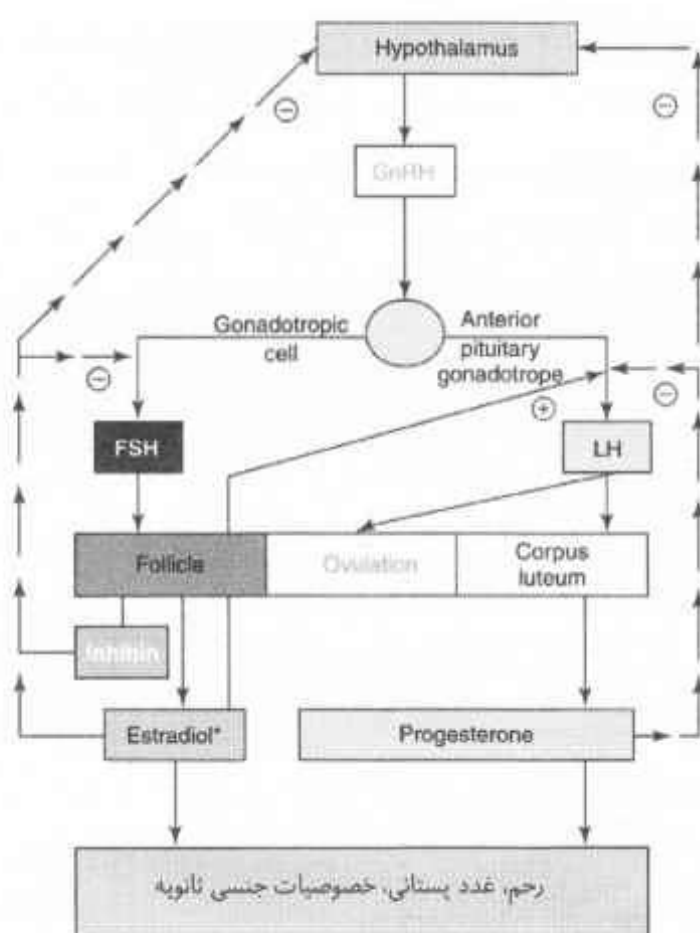 Hypothalamus
⊖
⊖
GnRH
Gonadotropic
cell
Anterior
pituitary
gonadotrope
⊖
⊕
⊖
FSH
LH
Follicle
Ovulation
Corpus
luteum
Inhibin
Estradiol*
Progesterone
رحم، غدد پستانی، خصوصیات جنسی ثانویه